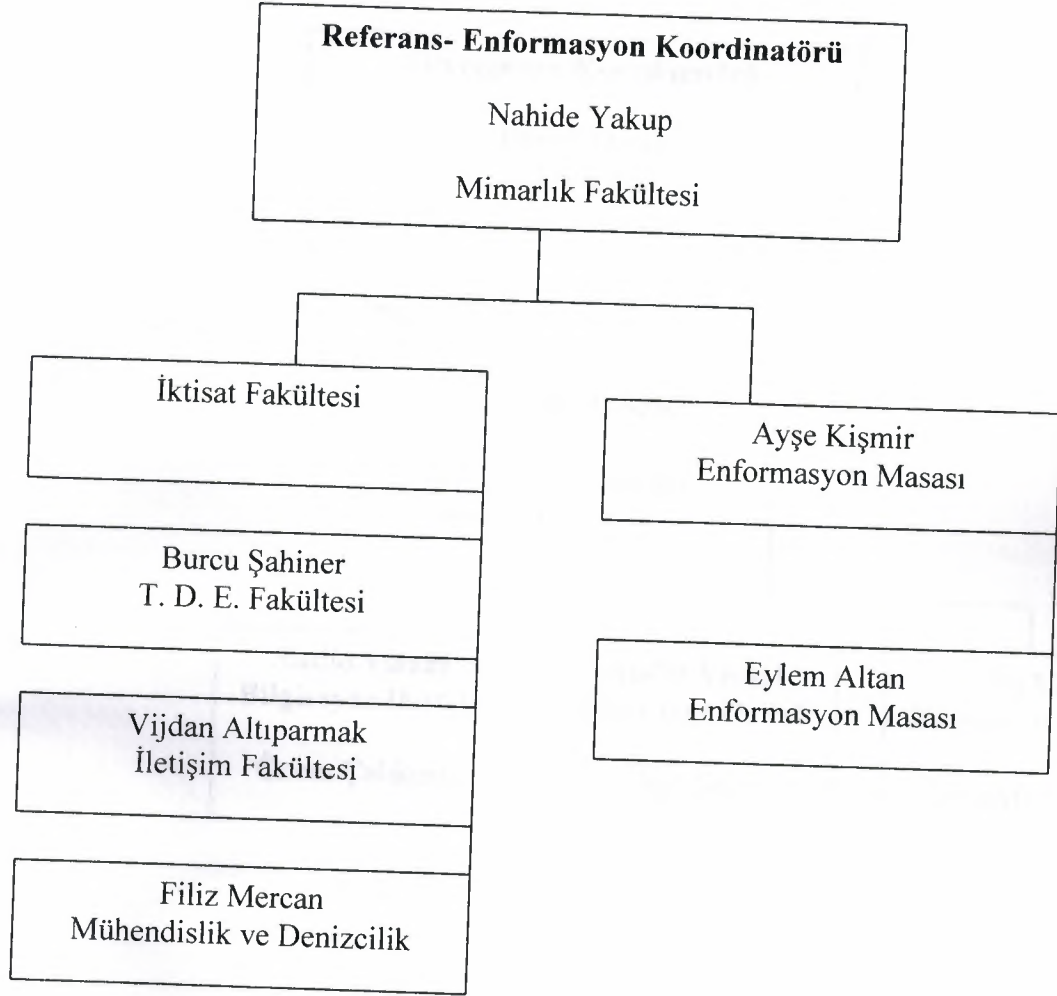 Referans- Enformasyon Koordinatörü
Nahide Yakup
Mimarlık Fakültesi
İktisat Fakültesi
Burcu Şahiner
T. D. E. Fakültesi
Vijdan Altıparmak
İletişim Fakültesi
Filiz Mercan
Mühendislik ve Denizcilik
Ayşe Kişmir
Enformasyon Masası
Eylem Altan
Enformasyon Masası